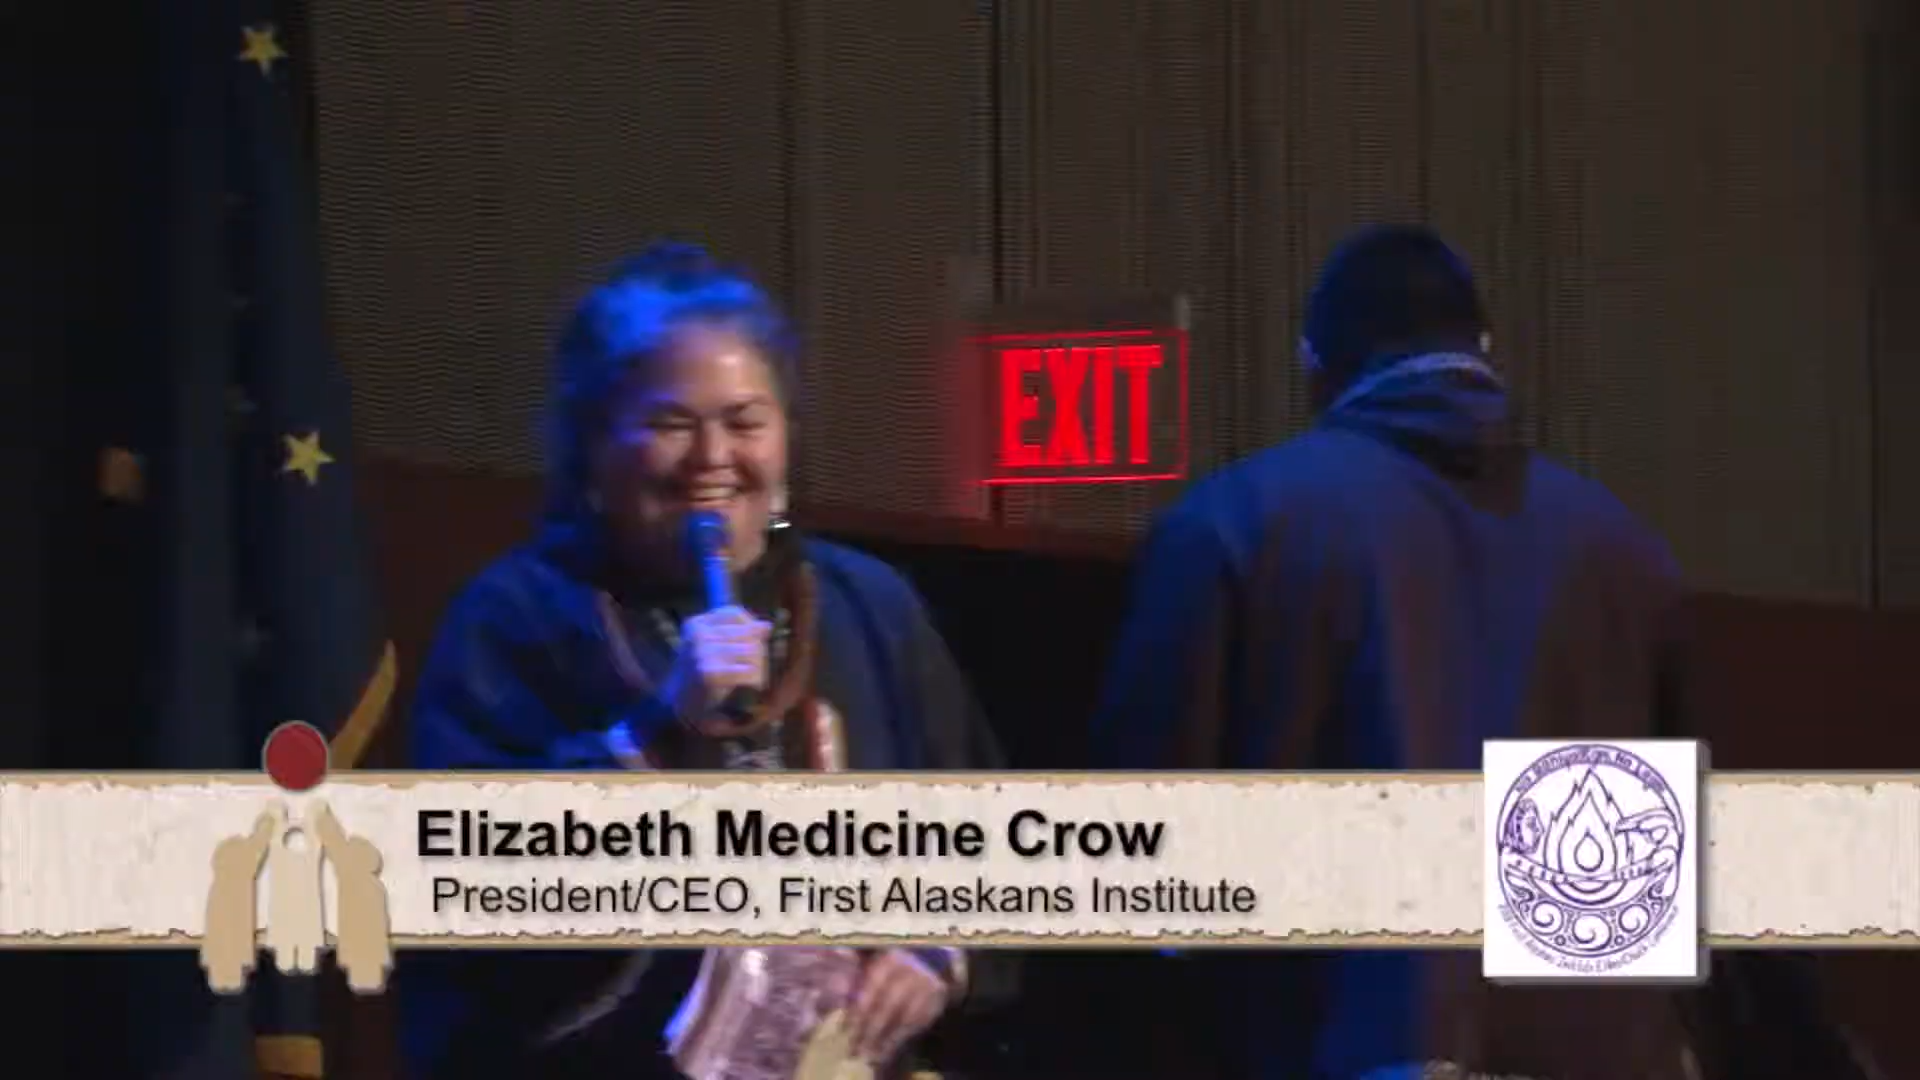 EXIT
Elizabeth Medicine Crow
President/CEO, First Alaskans Institute